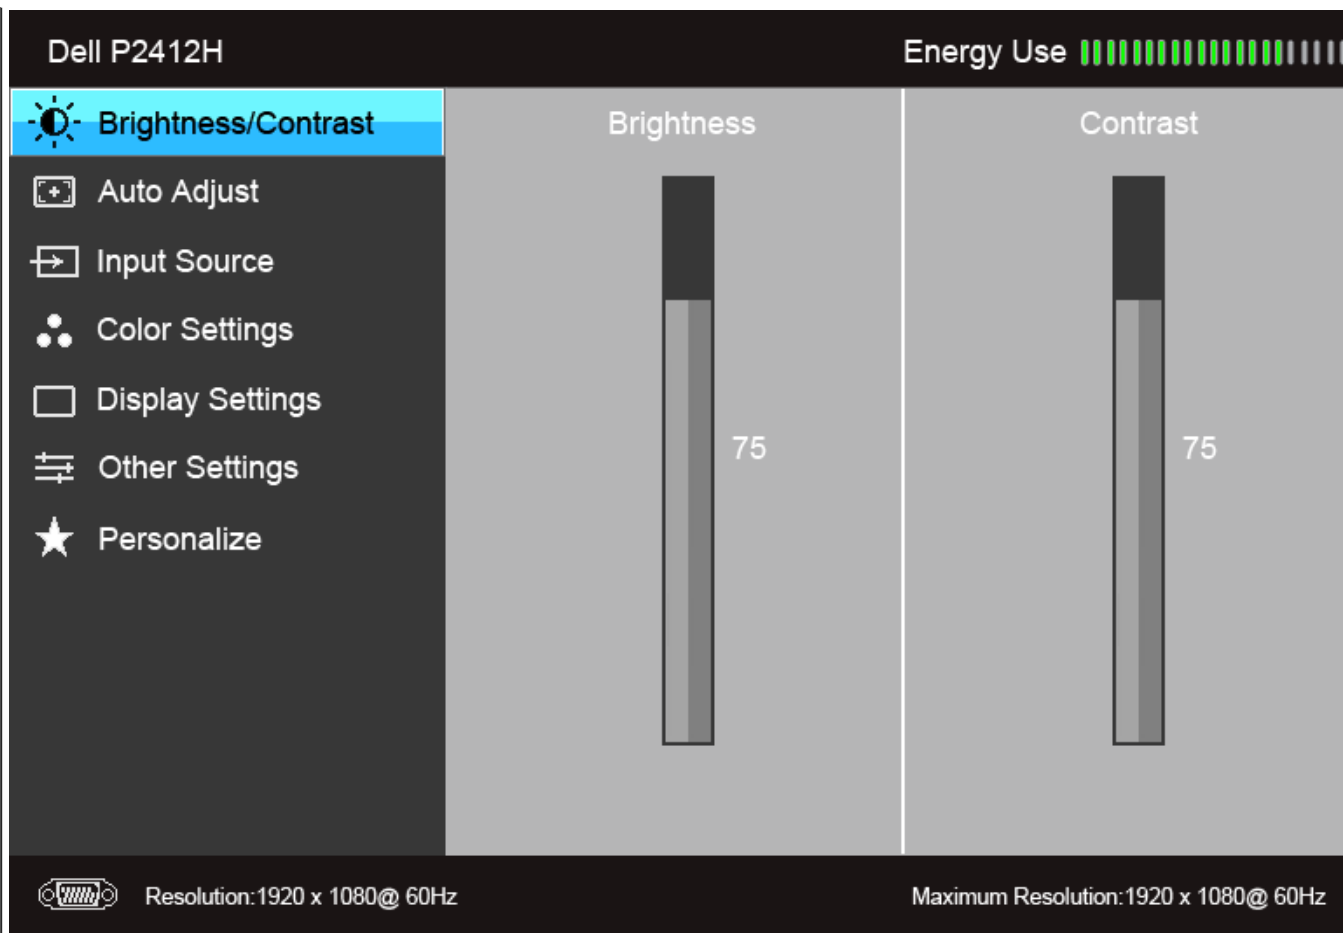 Dell P2412H
Energy Use
Brightness/Contrast
Auto Adjust
Input Source
Color Settings
Display Settings
Other Settings
Personalize
Brightness
75
Contrast
75
Resolution:1920 x 1080@ 60Hz
Maximum Resolution:1920 x 1080@ 60Hz